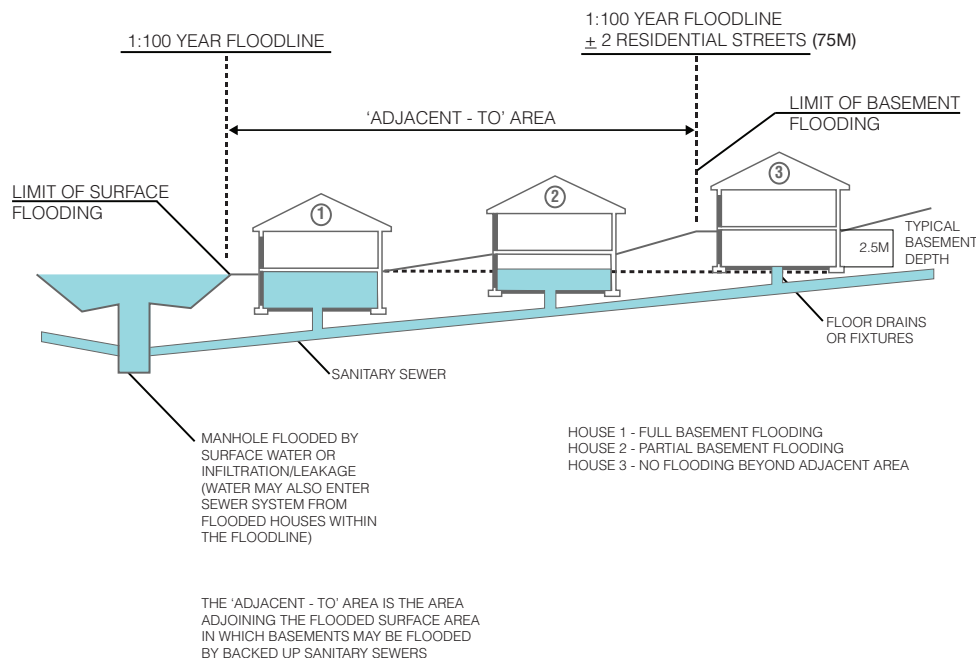 1:100 YEAR FLOODLINE
1:100 YEAR FLOODLINE
± 2 RESIDENTIAL STREETS (75M)
'ADJACENT - TO' AREA
LIMIT OF BASEMENT
FLOODING
LIMIT OF SURFACE
FLOODING
1
2
3
2.5M
TYPICAL
BASEMENT
DEPTH
FLOOR DRAINS
OR FIXTURES
SANITARY SEWER
MANHOLE FLOODED BY
SURFACE WATER OR
INFILTRATION/LEAKAGE
(WATER MAY ALSO ENTER
SEWER SYSTEM FROM
FLOODED HOUSES WITHIN
THE FLOODLINE)
HOUSE 1 - FULL BASEMENT FLOODING
HOUSE 2 - PARTIAL BASEMENT FLOODING
HOUSE 3 - NO FLOODING BEYOND ADJACENT AREA
THE 'ADJACENT - TO' AREA IS THE AREA
ADJOINING THE FLOODED SURFACE AREA
IN WHICH BASEMENTS MAY BE FLOODED
BY BACKED UP SANITARY SEWERS